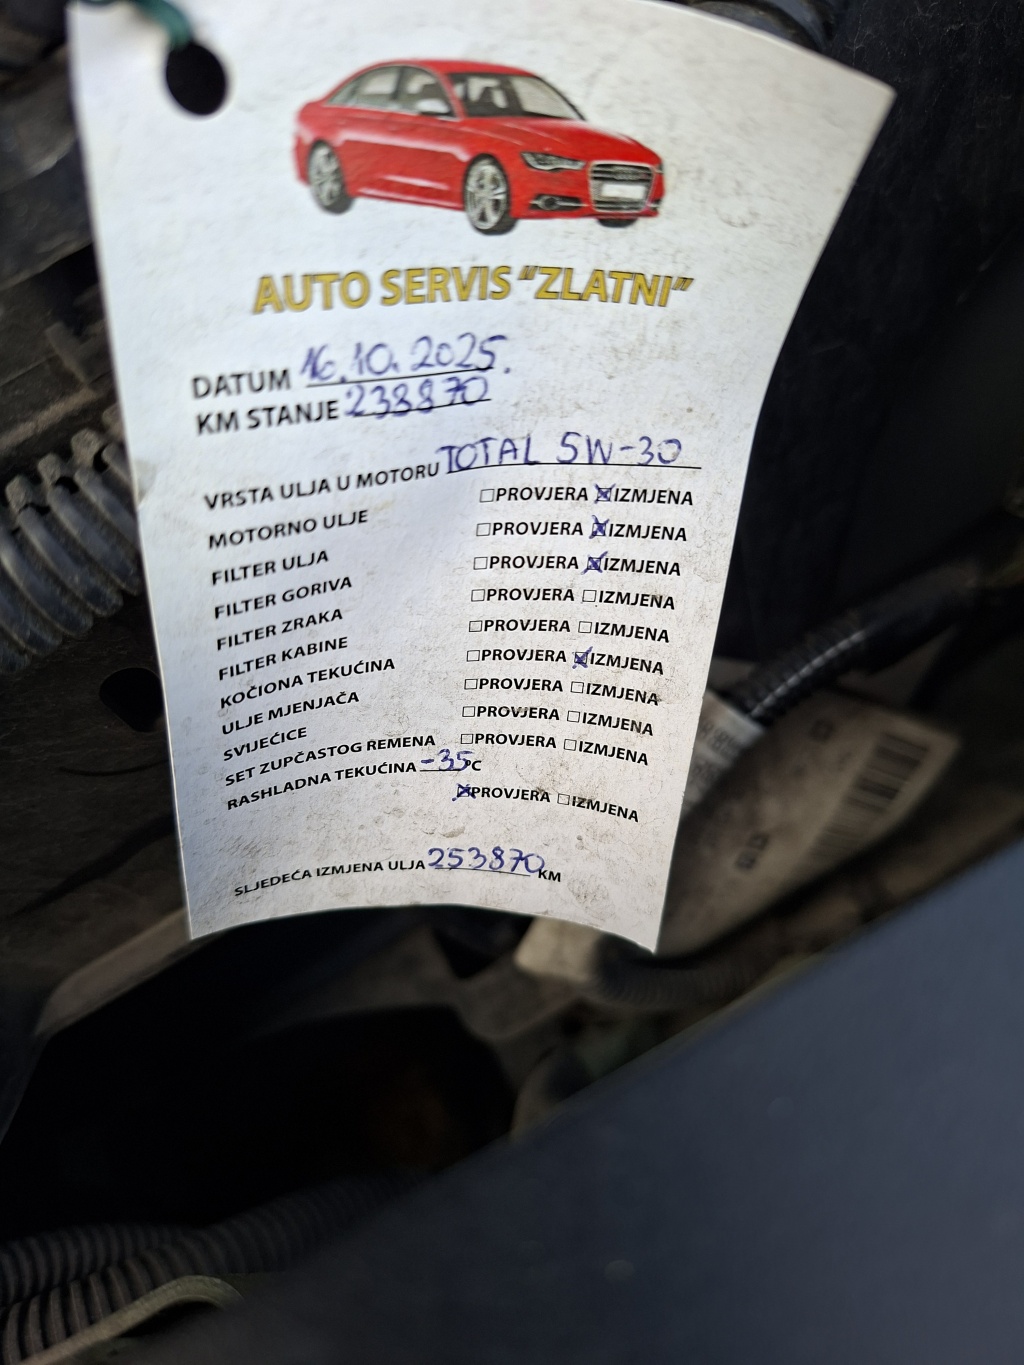 AUTO SERVIS "ZLATNI"
DATUM 16.10.2025.
KM STANJE 238870
VRSTA ULJA U MOTORU TOTAL 5W-30
MOTORNO ULJE ☐PROVJERA ☒IZMJENA
FILTER ULJA ☐PROVJERA ☒IZMJENA
FILTER GORIVA ☐PROVJERA ☒IZMJENA
FILTER ZRAKA ☐PROVJERA ☐IZMJENA
FILTER KABINE ☐PROVJERA ☐IZMJENA
KOČIONA TEKUĆINA ☐PROVJERA ☒IZMJENA
ULJE MJENJAČA ☐PROVJERA ☐IZMJENA
SVIJEĆICE ☐PROVJERA ☐IZMJENA
SET ZUPČASTOG REMENA ☐PROVJERA ☐IZMJENA
RASHLADNA TEKUĆINA -35°C
☒PROVJERA ☐IZMJENA
SLJEDEĆA IZMJENA ULJA 253870 KM